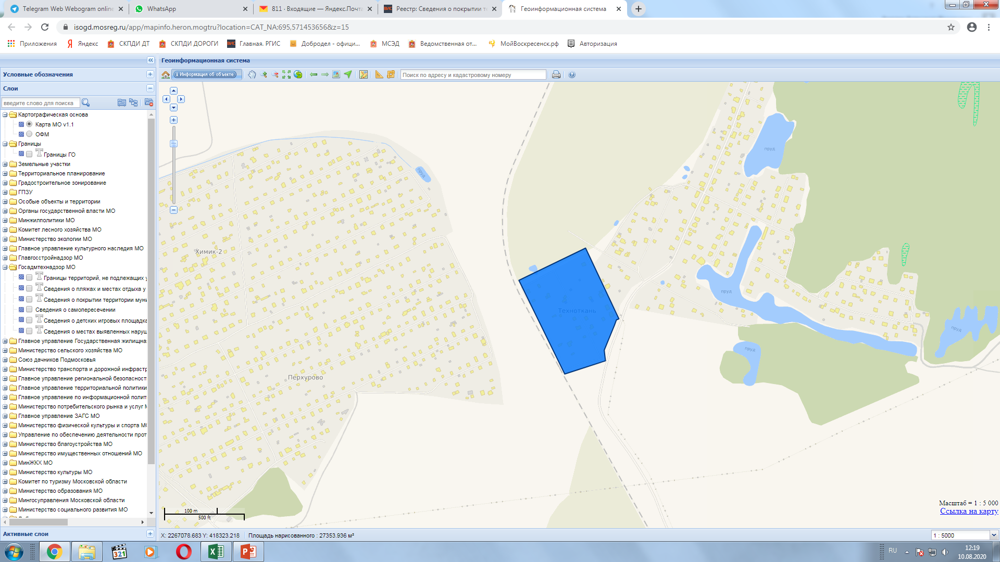 Telegram Web Webogram online
WhatsApp
811 · Входящие — Яндекс.Почта
Реестр: Сведения о покрытии
Геоинформационная система
isogd.mosreg.ru/app/mapinfo.heron.mogtru?location=CAT_NA:695,571453656&z=15
Приложения
Яндекс
СКПДИ ДТ
СКПДИ ДОРОГИ
Главная. РГИС
Добродел - офици...
МСЭД
Ведомственная от...
МойВоскресенск.рф
Авторизация
Условные обозначения
Слои
введите слово для поиска
Картографическая основа
Карта МО v1.1
ОФМ
Границы
Границы ГО
Земельные участки
Территориальное планирование
Градостроительное зонирование
ГПЗУ
Особые объекты и территории
Органы государственной власти МО
Минжилполитики МО
Комитет лесного хозяйства МО
Министерство экологии МО
Главное управление культурного наследия МО
Главгосстройнадзор МО
Госадмтехнадзор МО
Границы территорий, не подлежащих у
Сведения о пляжах и местах отдыха у
Сведения о покрытии территории муни
Сведения о самопересечении
Сведения о детских игровых площадка
Сведения о местах выявленных наруш
Главное управление Государственная жилищна
Министерство сельского хозяйства МО
Союз дачников Подмосковья
Министерство транспорта и дорожной инфрастр
Главное управление региональной безопасност
Главное управление территориальной политики
Главное управление по информационной полит
Министерство потребительского рынка и услуг М
Главное управление ЗАГС МО
Министерство физической культуры и спорта МО
Управление по обеспечению деятельности прот
Министерство благоустройства МО
Министерство имущественных отношений МО
МинЖКХ МО
Министерство культуры МО
Комитет по туризму Московской области
Министерство образования МО
Мингосуправления Московской области
Министерство социального развития МО
Активные слои
Геоинформационная система
Информация об объекте
Поиск по адресу и кадастровому номеру
пруд
пруд
Химик-2
пруд
Техноткань
пруд
пруд
Перхурово
100 m
500 ft
Масштаб = 1 : 5 000
Ссылка на карту
X: 2267078.683 Y: 418323.218
Площадь нарисованного : 27353.936 м²
1 : 5000
321
RU
12:19
10.08.2020